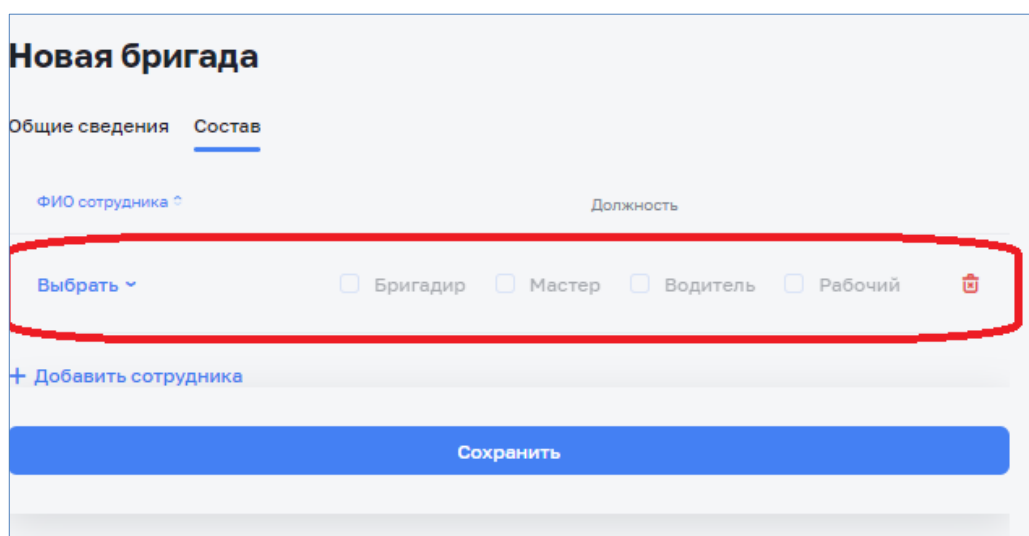 Новая бригада
Общие сведения Состав
ФИО сотрудника Должность
Выбрать Бригадир Мастер Водитель Рабочий
+ Добавить сотрудника
Сохранить